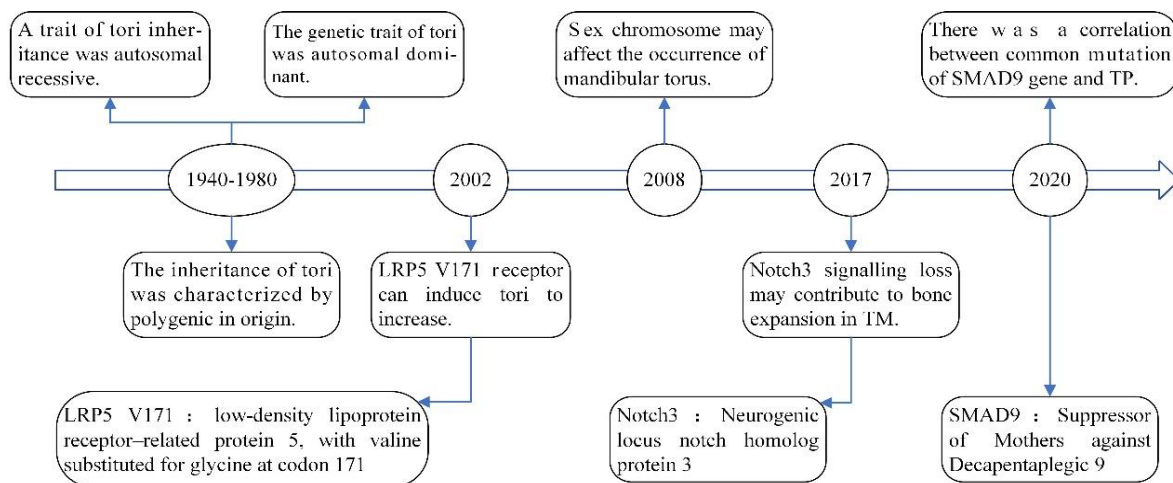 A trait of tori inher-
itance was autosomal
recessive.
The genetic trait of tori
was autosomal domi-
nant.
Sex chromosome may
affect the occurrence of
mandibular torus.
There was a correlation
between common mutation
of SMAD9 gene and TP.
1940-1980
2002
2008
2017
2020
The inheritance of tori
was characterized by
polygenic in origin.
LRP5 V171 receptor
can induce tori to
increase.
Notch3 signalling loss
may contribute to bone
expansion in TM.
LRP5 V171 : low-density lipoprotein
receptor–related protein 5, with valine
substituted for glycine at codon 171
Notch3 : Neurogenic
locus notch homolog
protein 3
SMAD9 : Suppressor
of Mothers against
Decapentaplegic 9